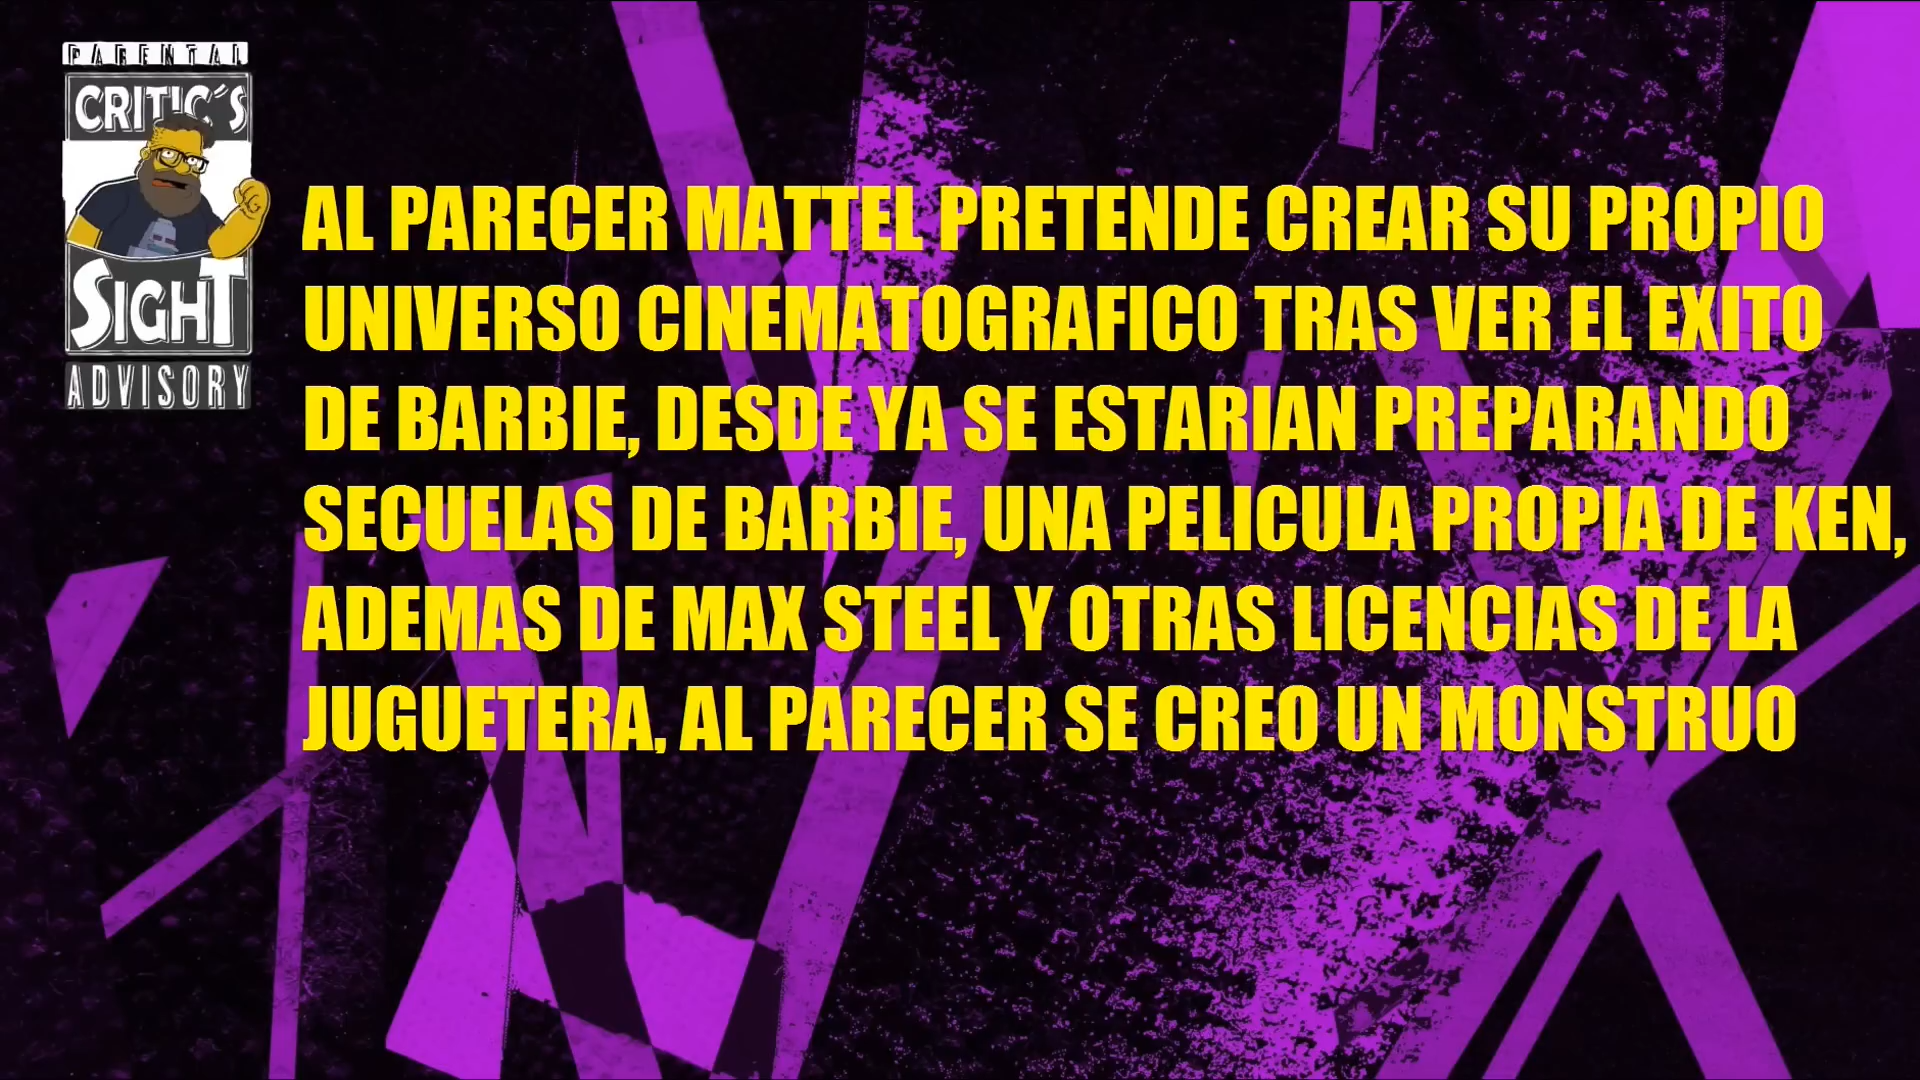 PARENTAL
CRITIC´S
SIGHT
ADVISORY
AL PARECER MATTEL PRETENDE CREAR SU PROPIO
UNIVERSO CINEMATOGRAFICO TRAS VER EL EXITO
DE BARBIE, DESDE YA SE ESTARIAN PREPARANDO
SECUELAS DE BARBIE, UNA PELICULA PROPIA DE KEN,
ADEMAS DE MAX STEEL Y OTRAS LICENCIAS DE LA
JUGUETERA, AL PARECER SE CREO UN MONSTRUO